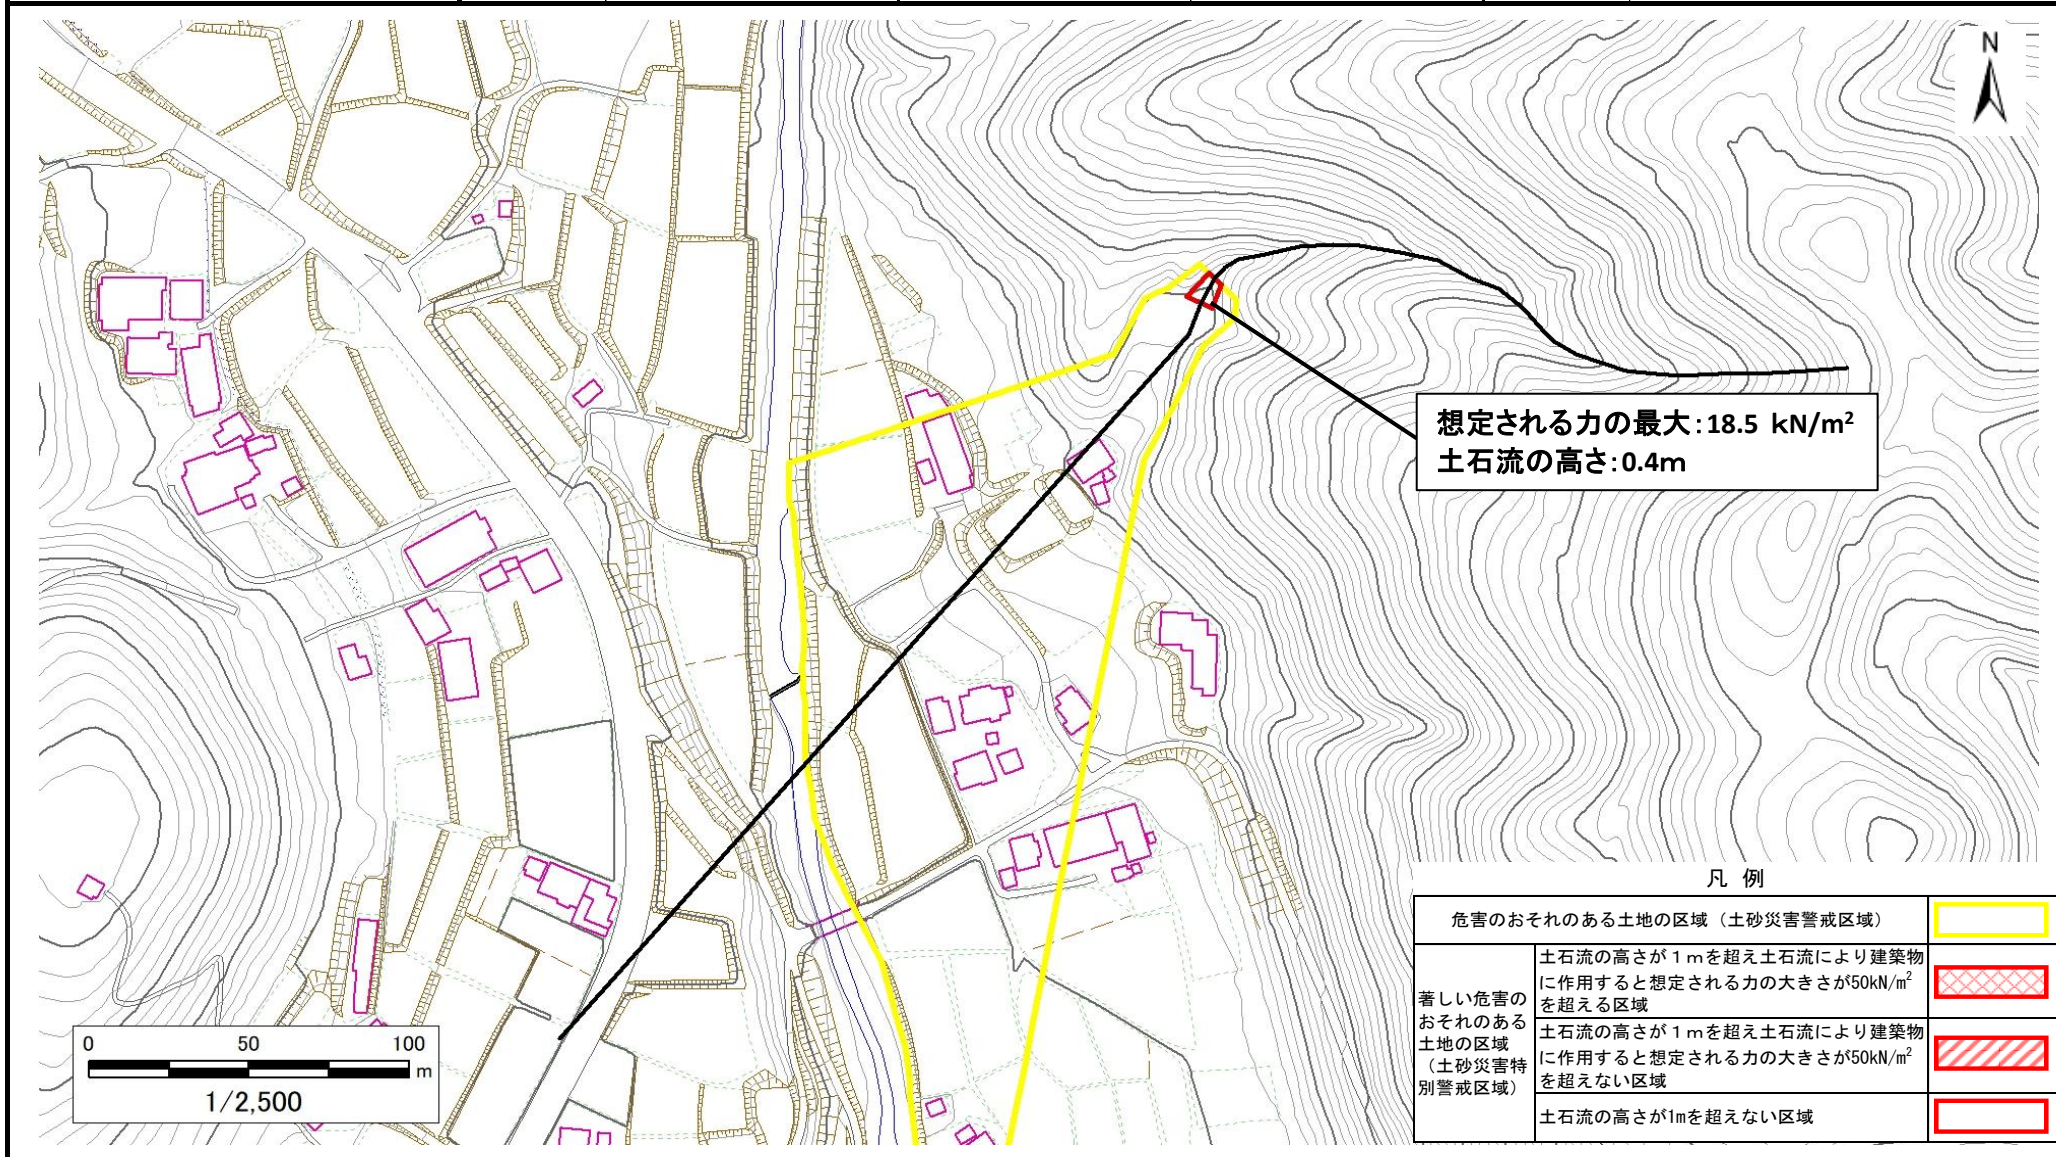 N
想定される力の最大:18.5 kN/m²
土石流の高さ:0.4m
凡 例
危害のおそれのある土地の区域（土砂災害警戒区域）
著しい危害の
おそれのある
土地の区域
（土砂災害特
別警戒区域）
土石流の高さが１ｍを超え土石流により建築物
に作用すると想定される力の大きさが50kN/m²
を超える区域
土石流の高さが１ｍを超え土石流により建築物
に作用すると想定される力の大きさが50kN/m²
を超えない区域
土石流の高さが1mを超えない区域
0 50 100
m
1/2,500